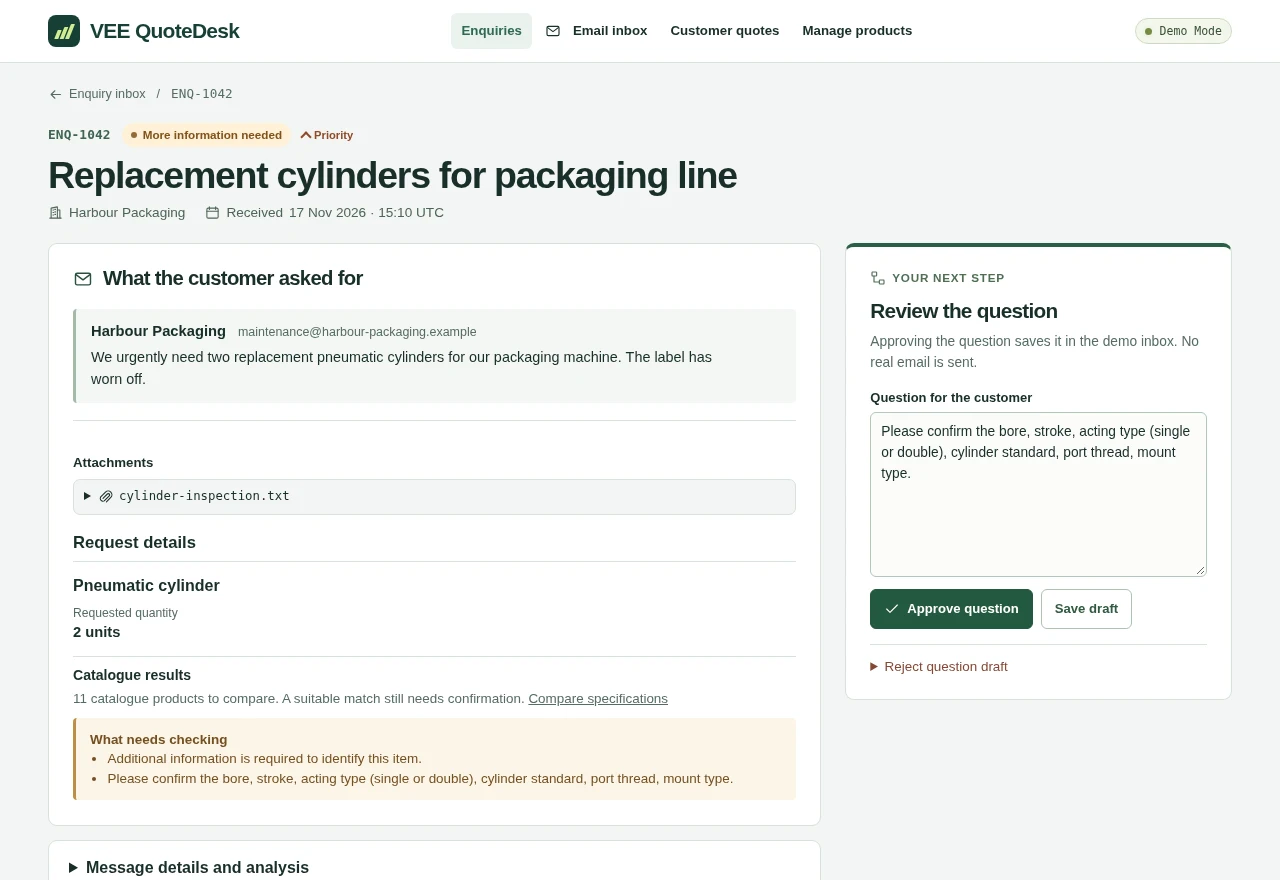 VEE QuoteDesk
Enquiries
Email inbox
Customer quotes
Manage products
Demo Mode
Enquiry inbox / ENQ-1042
ENQ-1042
More information needed
Priority
Replacement cylinders for packaging line
Harbour Packaging
Received 17 Nov 2026 · 15:10 UTC
What the customer asked for
Harbour Packaging maintenance@harbour-packaging.example
We urgently need two replacement pneumatic cylinders for our packaging machine. The label has
worn off.
Attachments
cylinder-inspection.txt
Request details
Pneumatic cylinder
Requested quantity
2 units
Catalogue results
11 catalogue products to compare. A suitable match still needs confirmation. Compare specifications
What needs checking
• Additional information is required to identify this item.
• Please confirm the bore, stroke, acting type (single or double), cylinder standard, port thread, mount type.
Message details and analysis
YOUR NEXT STEP
Review the question
Approving the question saves it in the demo inbox. No
real email is sent.
Question for the customer
Please confirm the bore, stroke, acting type (single
or double), cylinder standard, port thread, mount
type.
Approve question
Save draft
Reject question draft